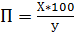 П = X*100 / y